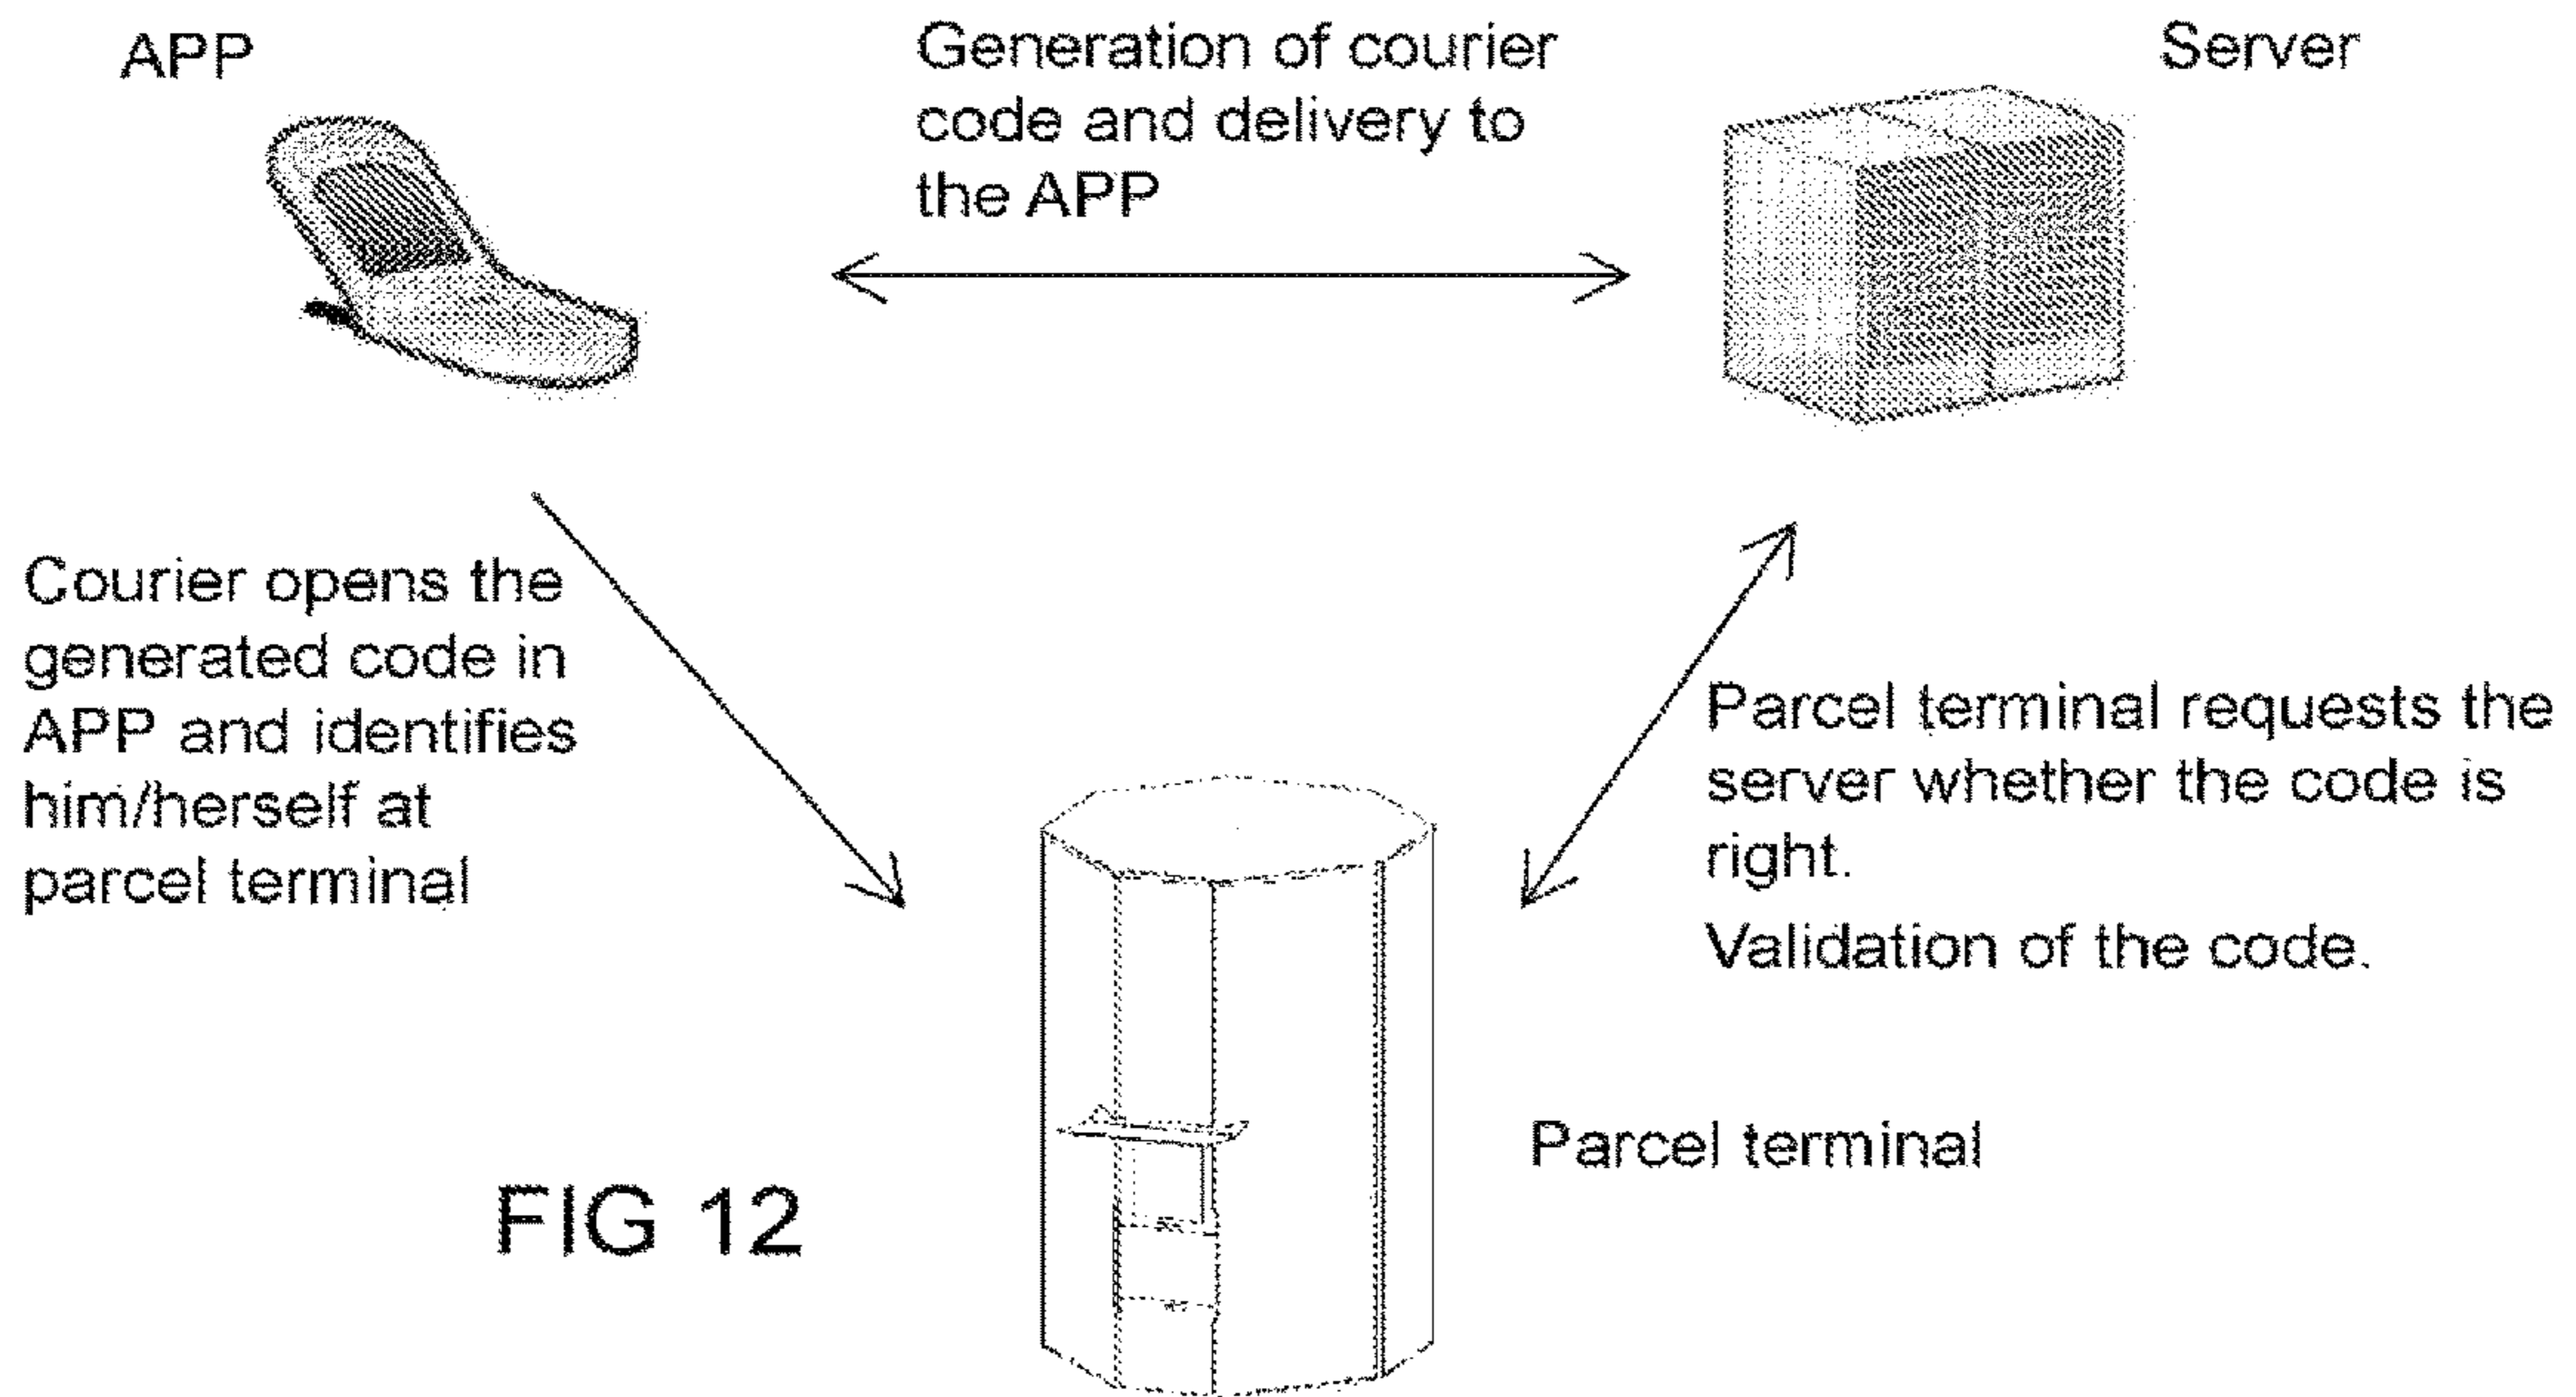 APP
Generation of courier
code and delivery to
the APP
Server
Courier opens the
generated code in
APP and identifies
him/herself at
parcel terminal
Parcel terminal requests the
server whether the code is
right.
Validation of the code.
Parcel terminal
FIG 12